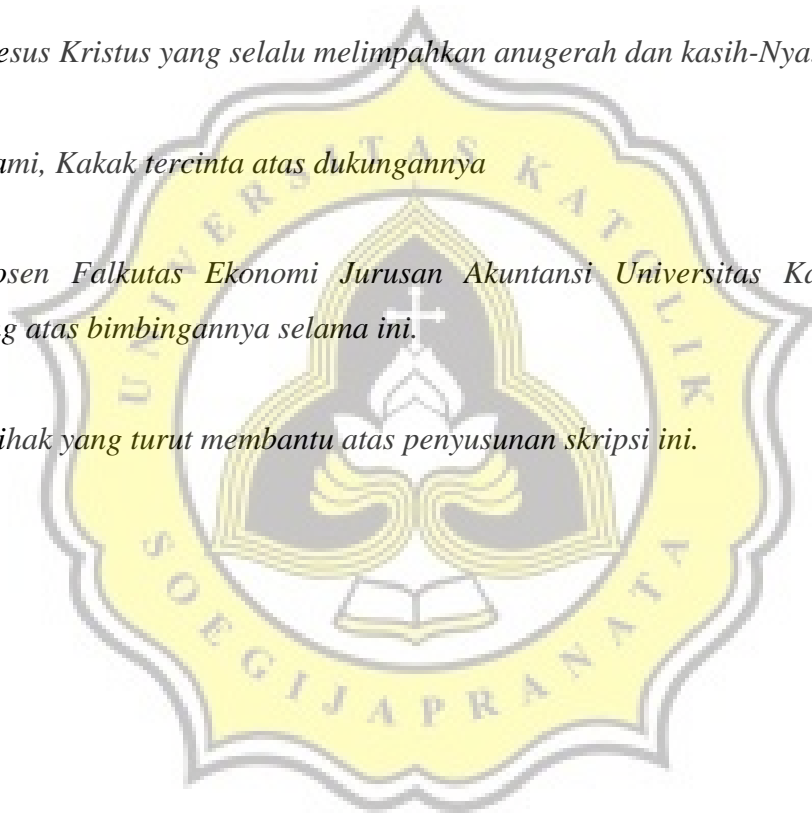 esus Kristus yang selalu melimpahkan anugerah dan kasih-Nya
ami, Kakak tercinta atas dukungannya
osen Falkutas Ekonomi Jurusan Akuntansi Universitas Ka
g atas bimbingannya selama ini.
ihak yang turut membantu atas penyusunan skripsi ini.
UNIVERSITAS KATOLIK
SOEGIJAPRANATA